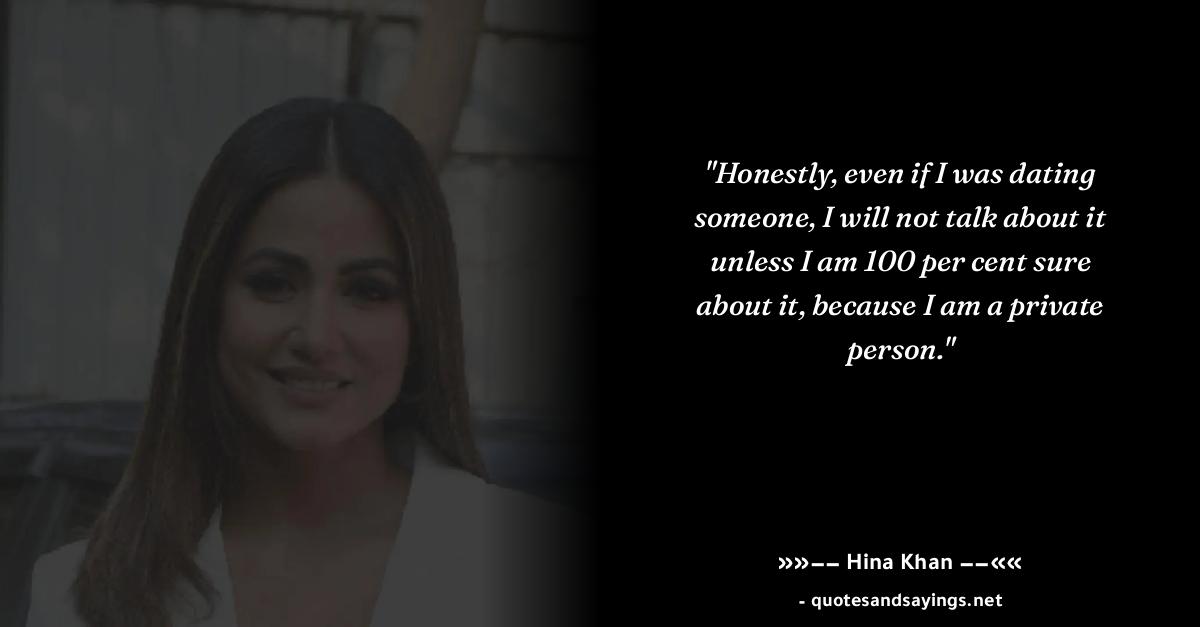 "Honestly, even if I was dating
someone, I will not talk about it
unless I am 100 per cent sure
about it, because I am a private
person."
»»–– Hina Khan ––««
- quotesandsayings.net